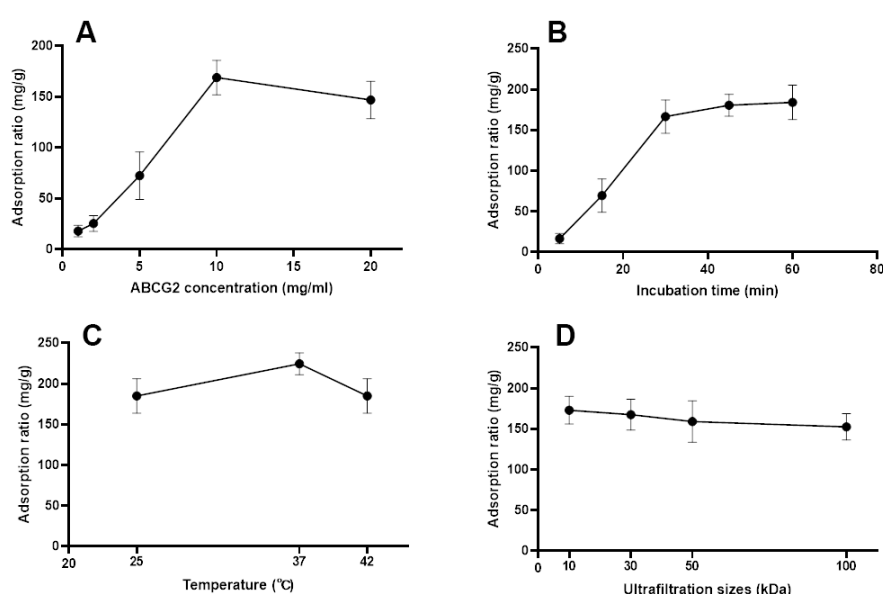 A
Adsorption ratio (mg/g)
200
150
100
50
0
0 5 10 15 20
ABCG2 concentration (mg/ml)
B
Adsorption ratio (mg/g)
250
200
150
100
50
0
0 20 40 60 80
Incubation time (min)
C
Adsorption ratio (mg/g)
250
200
150
100
50
0
20 25 37 42
Temperature (℃)
D
Adsorption ratio (mg/g)
250
200
150
100
50
0
0 10 30 50 100
Ultrafiltration sizes (kDa)